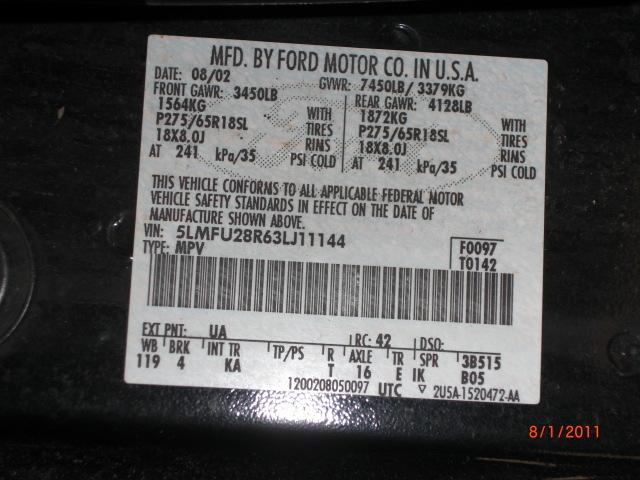 MFD. BY FORD MOTOR CO. IN U.S.A.
DATE: 08/02 GVWR: 7450LB/ 3379KG
FRONT GAWR: 3450LB REAR GAWR: 4128LB
1564KG WITH 1872KG WITH
P275/65R18SL TIRES P275/65R18SL TIRES
18X8.0J RINS 18X8.0J RINS
AT 241 kPa/35 PSI COLD AT 241 kPa/35 PSI COLD
THIS VEHICLE CONFORMS TO ALL APPLICABLE FEDERAL MOTOR
VEHICLE SAFETY STANDARDS IN EFFECT ON THE DATE OF
MANUFACTURE SHOWN ABOVE.
VIN: 5LMFU28R63LJ11144 F0097
TYPE: MPV T0142
EXT PNT: UA RC: 42 DSO:
WB BRK INT TR TP/PS R AXLE TR SPR 3B515
119 4 KA T 16 E IK B05
1200208050097 UTC ▽ 2U5A-1520472-AA
8/1/2011